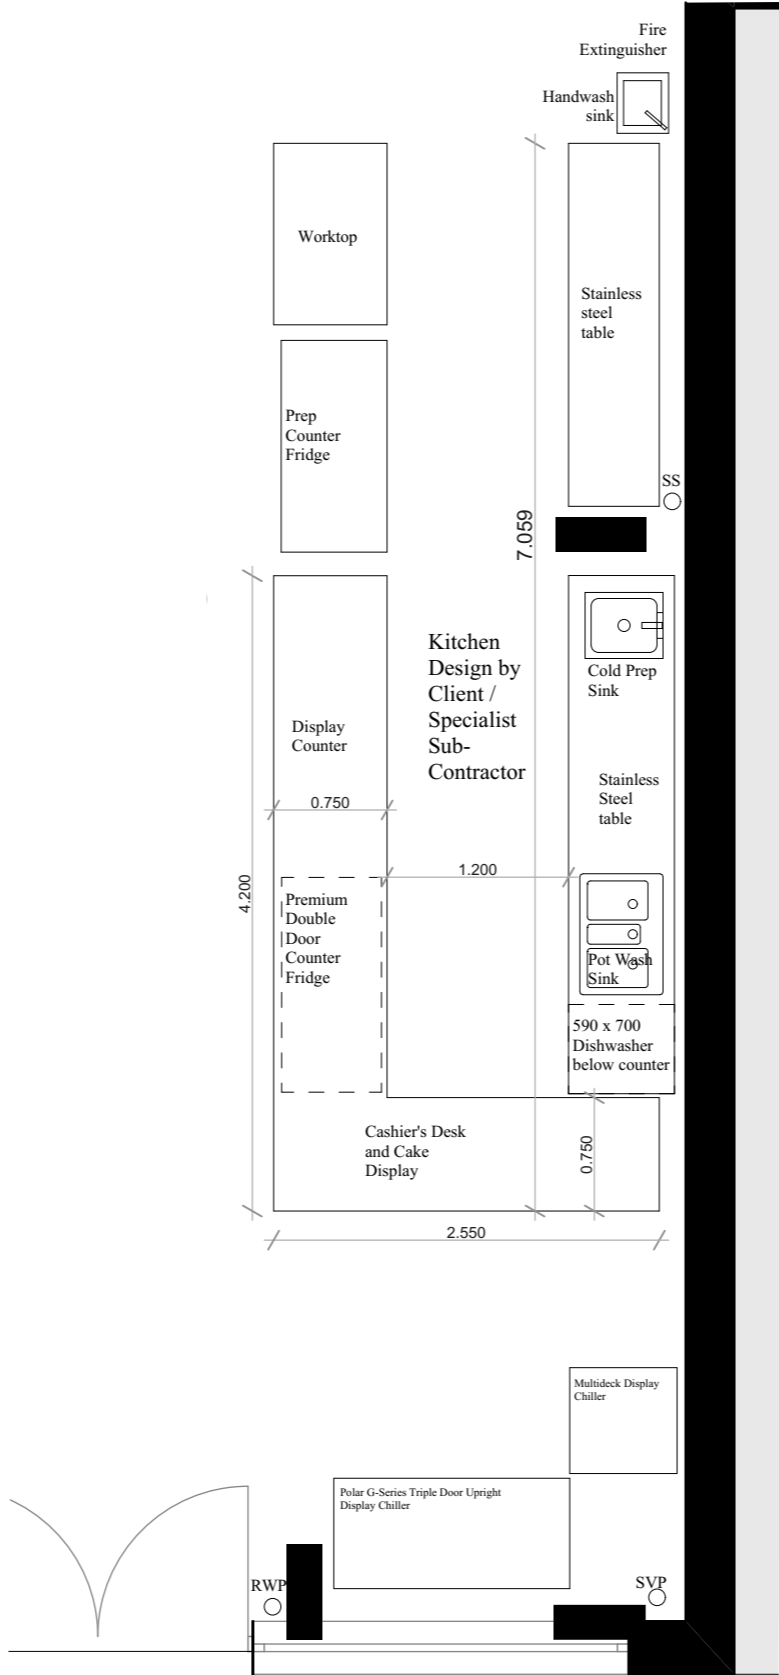 Fire
Extinguisher
Handwash
sink
Worktop
Stainless
steel
table
Prep
Counter
Fridge
SS
7.059
Kitchen
Design by
Client /
Specialist
Sub-
Contractor
Cold Prep
Sink
Display
Counter
Stainless
Steel
table
0.750
1.200
4.200
Premium
Double
Door
Counter
Fridge
Pot Wash
Sink
590 x 700
Dishwasher
below counter
Cashier's Desk
and Cake
Display
0.750
2.550
Multideck Display
Chiller
Polar G-Series Triple Door Upright
Display Chiller
RWP
SVP